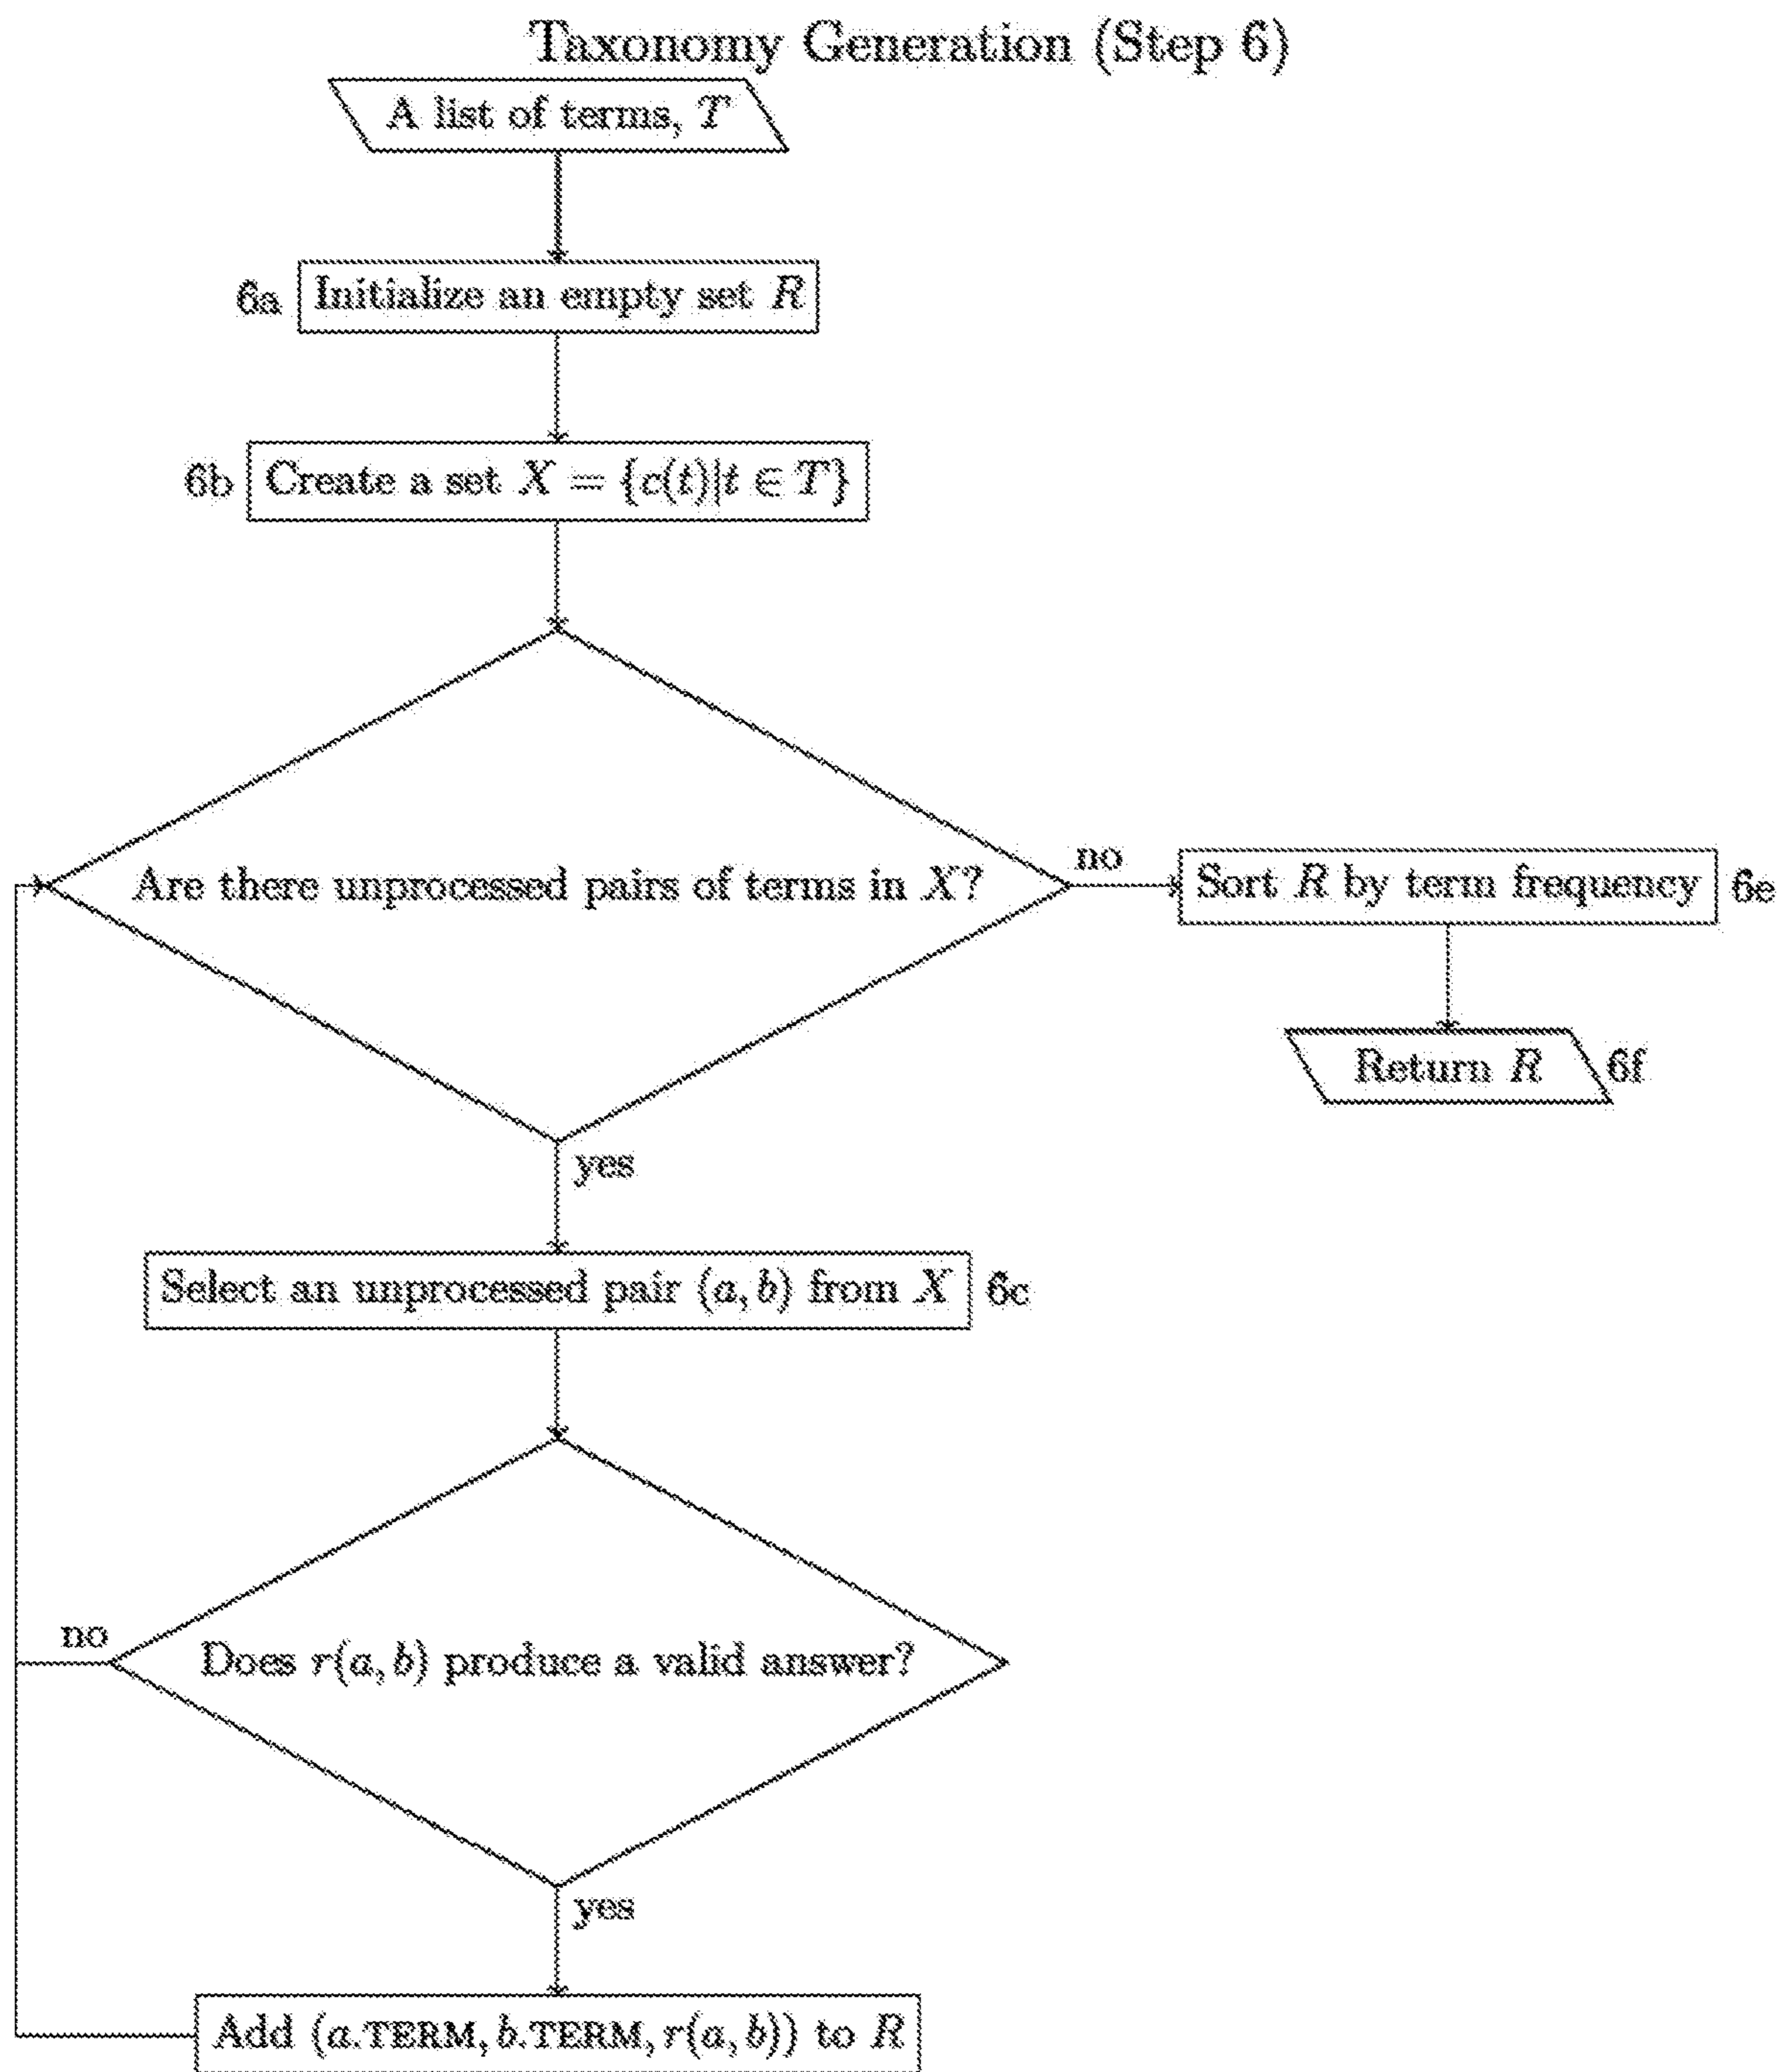 Taxonomy Generation (Step 6)
A list of terms, T
6a Initialize an empty set R
6b Create a set X = {c(t)|t ∈ T}
Are there unprocessed pairs of terms in X?
no
Sort R by term frequency 6e
Return R 6f
yes
Select an unprocessed pair (a, b) from X 6c
no
Does r(a, b) produce a valid answer?
yes
Add (a.TERM, b.TERM, r(a, b)) to R